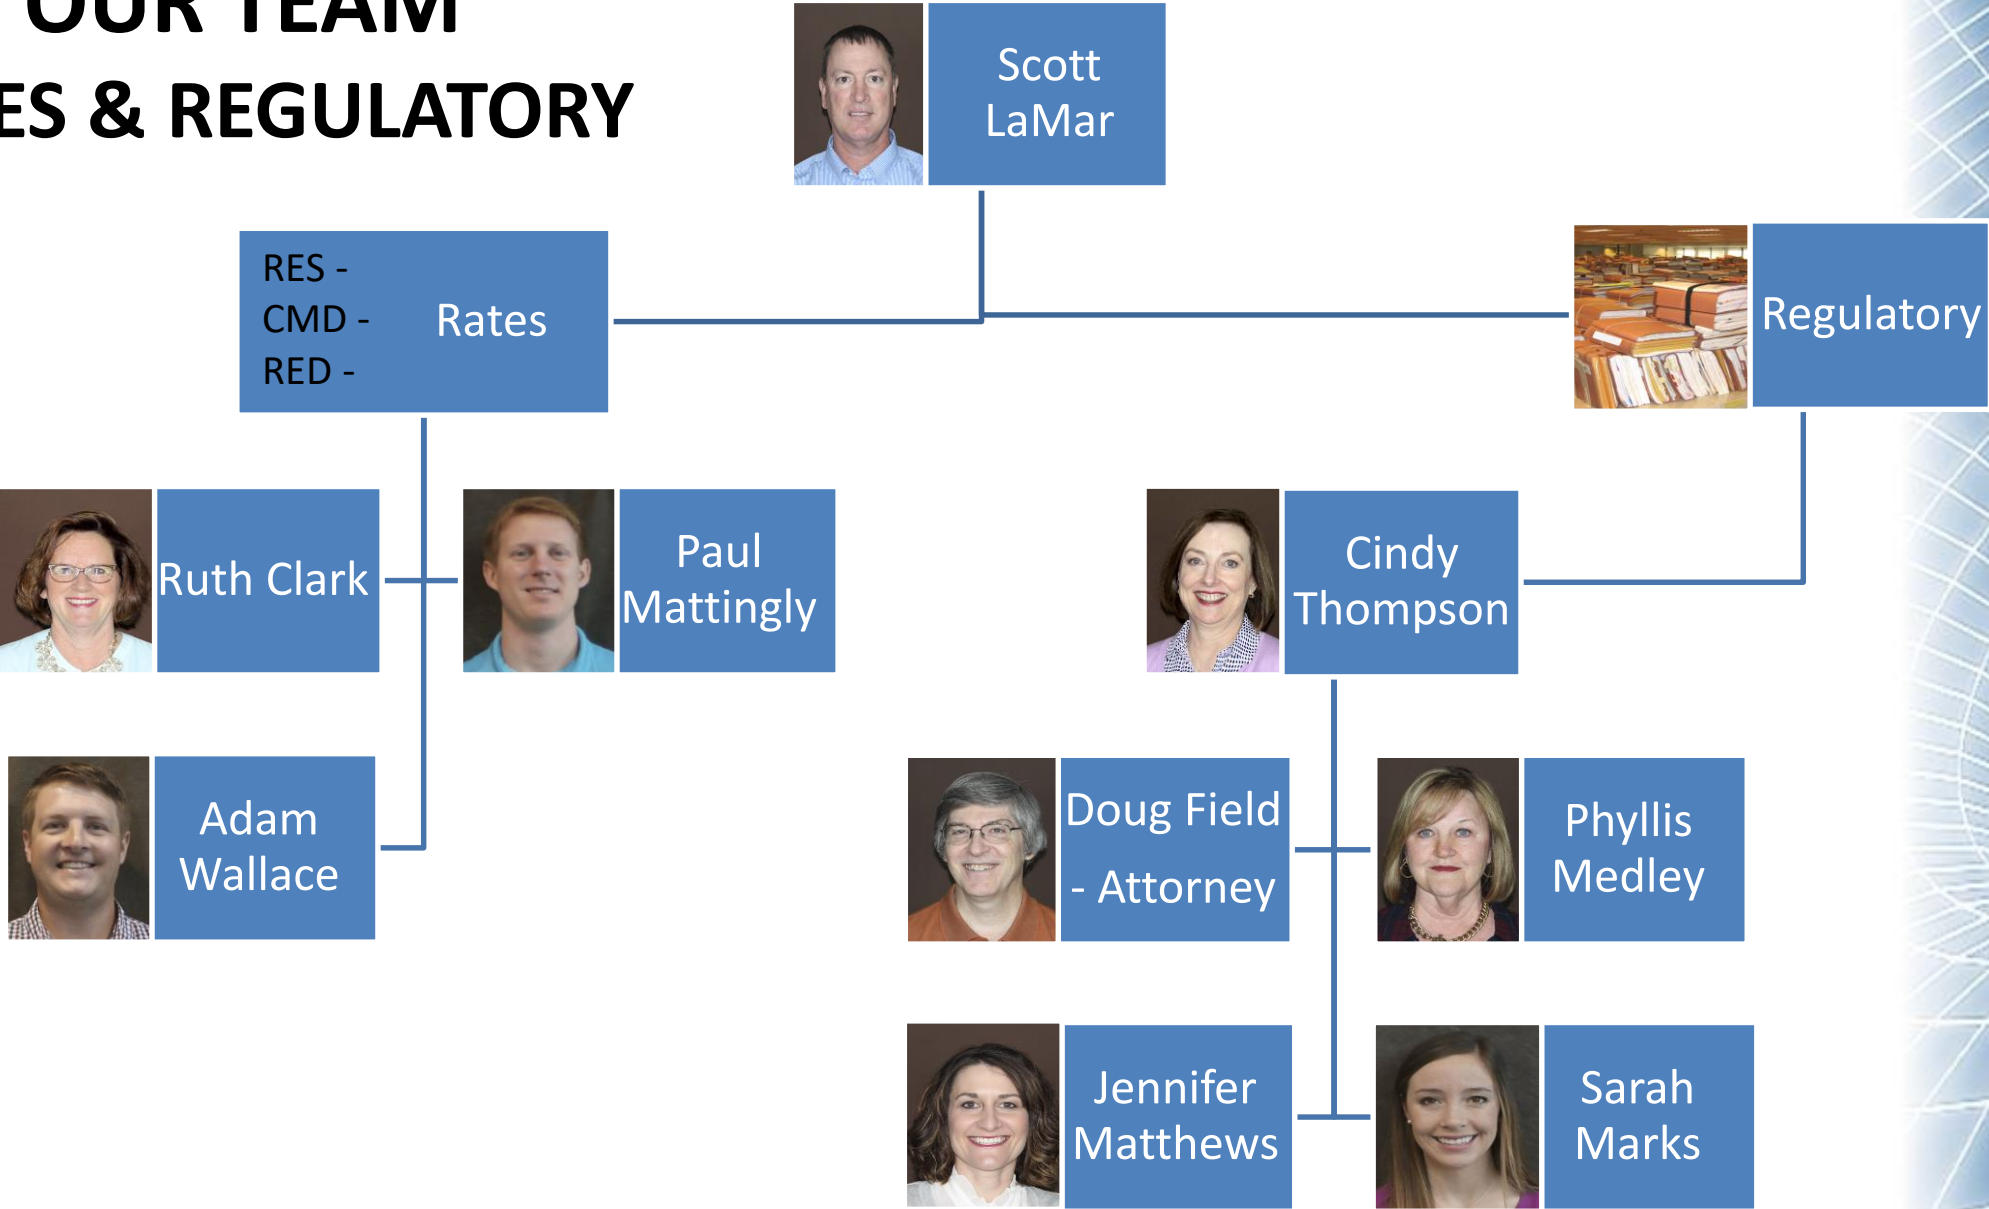 OUR TEAM
ES & REGULATORY
Scott
LaMar
RES -
CMD -
RED -
Rates
Regulatory
Ruth Clark
Paul
Mattingly
Cindy
Thompson
Adam
Wallace
Doug Field
- Attorney
Phyllis
Medley
Jennifer
Matthews
Sarah
Marks